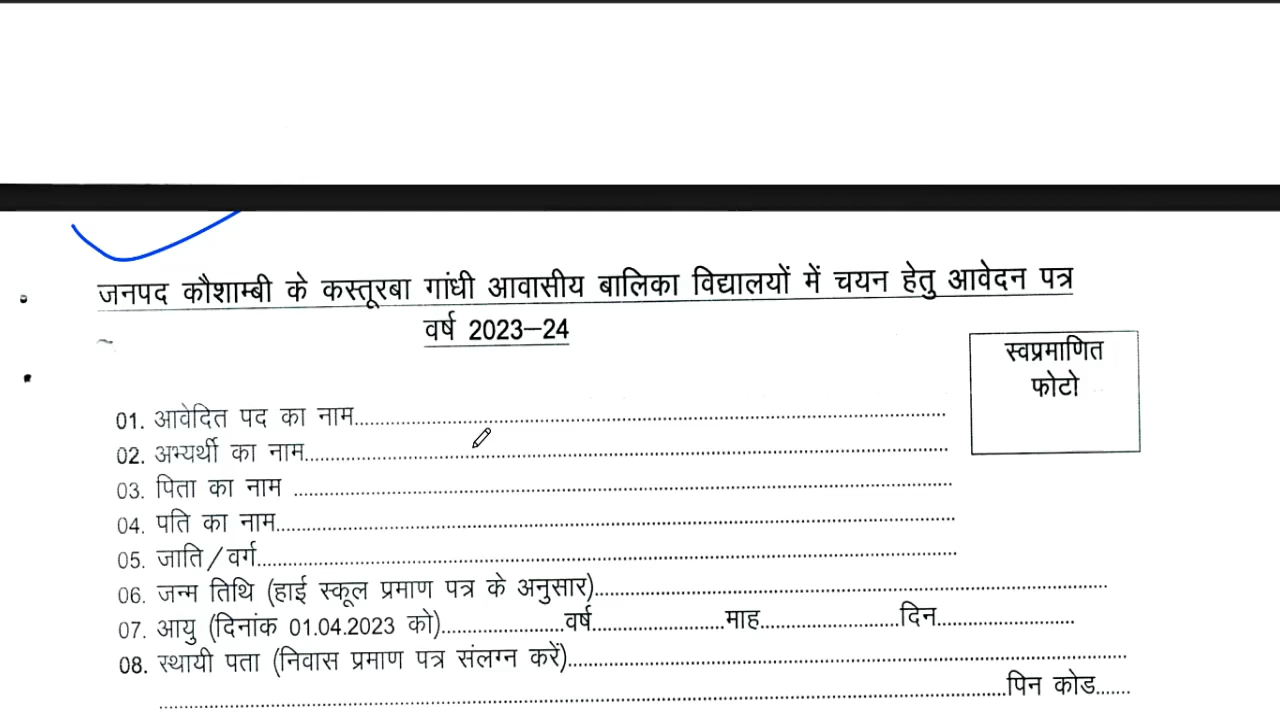 जनपद कौशाम्बी के कस्तूरबा गांधी आवासीय बालिका विद्यालयों में चयन हेतु आवेदन पत्र
वर्ष 2023–24
स्वप्रमाणित
फोटो
01. आवेदित पद का नाम........................................
02. अभ्यर्थी का नाम........................................
03. पिता का नाम ........................................
04. पति का नाम........................................
05. जाति / वर्ग........................................
06. जन्म तिथि (हाई स्कूल प्रमाण पत्र के अनुसार)........................................
07. आयु (दिनांक 01.04.2023 को)....................वर्ष....................माह....................दिन....................
08. स्थायी पता (निवास प्रमाण पत्र संलग्न करें)........................................
........................................पिन कोड.......